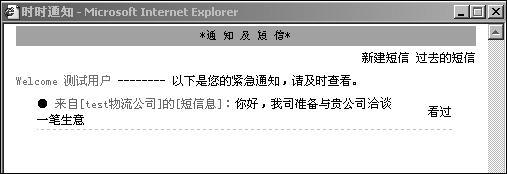 时时通知 - Microsoft Internet Explorer
*通 知 及 短 信*
新建短信 过去的短信
Welcome 测试用户 -------- 以下是您的紧急通知，请及时查看。
● 来自[test物流公司]的[短信息]：你好，我司准备与贵公司洽谈
一笔生意
看过